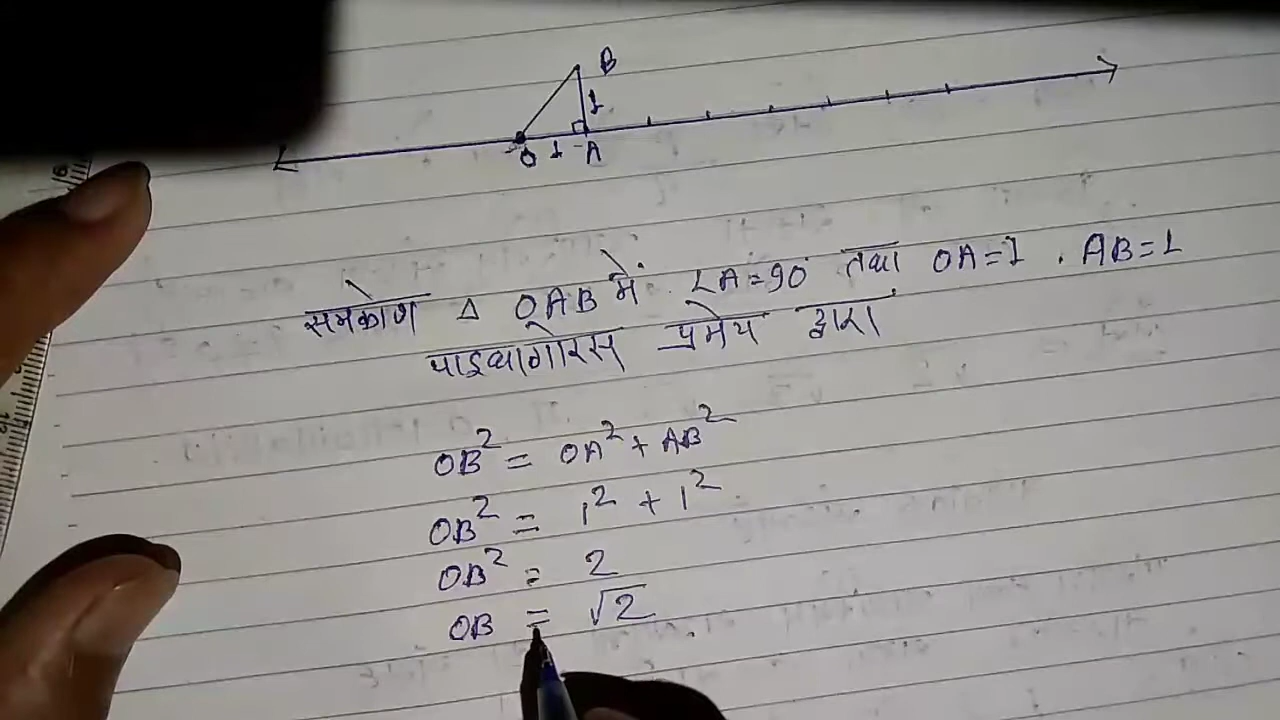 B
1
O 1 A
समकोण Δ OAB में ∠A=90° तथा OA=1 . AB=1
पाइथागोरस प्रमेय द्वारा
OB² = OA² + AB²
OB² = 1² + 1²
OB² = 2
OB = √2